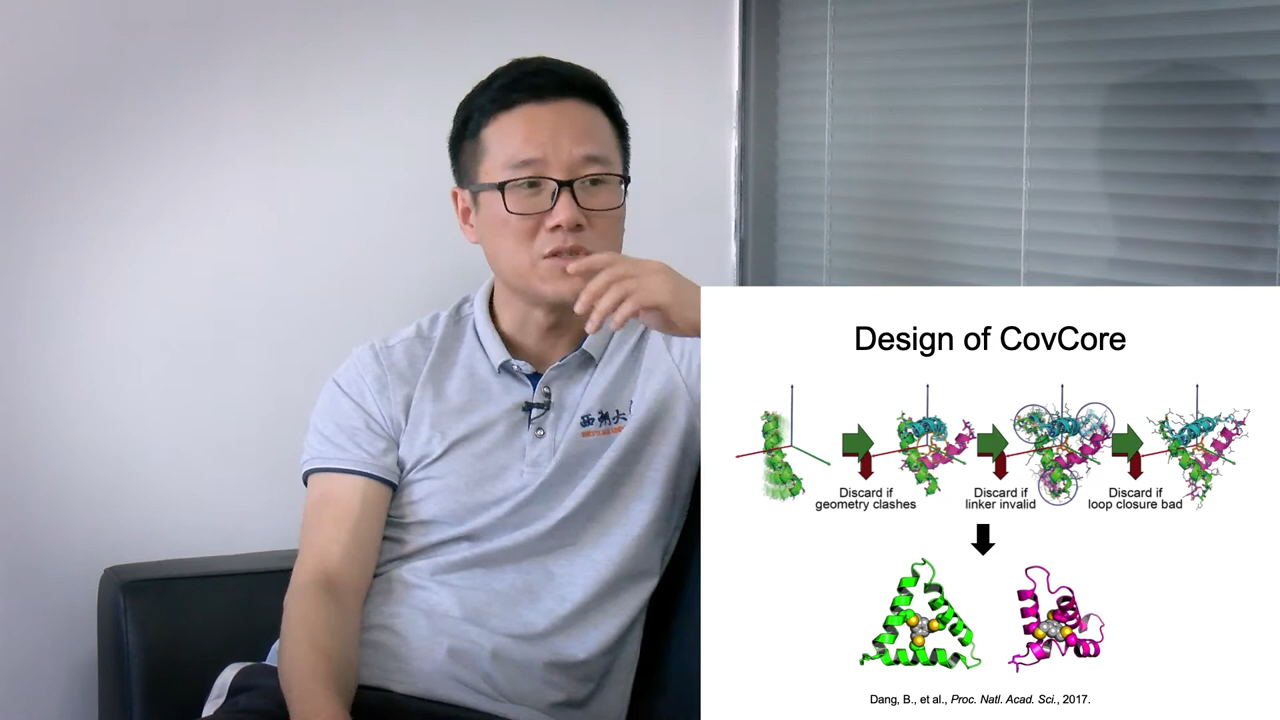 西湖大
Design of CovCore
Discard if
geometry clashes
Discard if
linker invalid
Discard if
loop closure bad
Dang, B., et al., Proc. Natl. Acad. Sci., 2017.